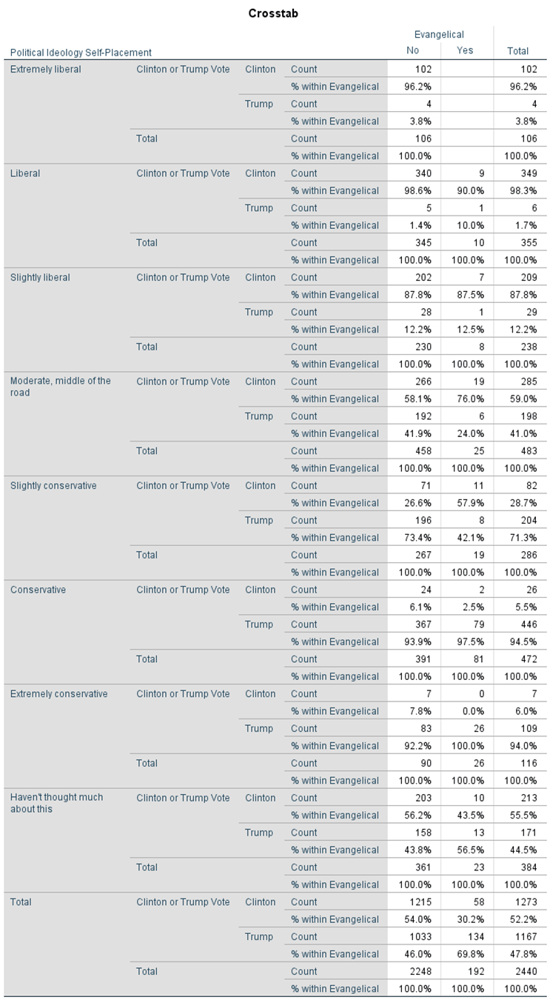 Crosstab
Evangelical
Political Ideology Self-Placement No Yes Total
Extremely liberal Clinton or Trump Vote Clinton Count 102 102
% within Evangelical 96.2% 96.2%
Trump Count 4 4
% within Evangelical 3.8% 3.8%
Total Count 106 106
% within Evangelical 100.0% 100.0%
Liberal Clinton or Trump Vote Clinton Count 340 9 349
% within Evangelical 98.6% 90.0% 98.3%
Trump Count 5 1 6
% within Evangelical 1.4% 10.0% 1.7%
Total Count 345 10 355
% within Evangelical 100.0% 100.0% 100.0%
Slightly liberal Clinton or Trump Vote Clinton Count 202 7 209
% within Evangelical 87.8% 87.5% 87.8%
Trump Count 28 1 29
% within Evangelical 12.2% 12.5% 12.2%
Total Count 230 8 238
% within Evangelical 100.0% 100.0% 100.0%
Moderate, middle of the Clinton or Trump Vote Clinton Count 266 19 285
road % within Evangelical 58.1% 76.0% 59.0%
Trump Count 192 6 198
% within Evangelical 41.9% 24.0% 41.0%
Total Count 458 25 483
% within Evangelical 100.0% 100.0% 100.0%
Slightly conservative Clinton or Trump Vote Clinton Count 71 11 82
% within Evangelical 26.6% 57.9% 28.7%
Trump Count 196 8 204
% within Evangelical 73.4% 42.1% 71.3%
Total Count 267 19 286
% within Evangelical 100.0% 100.0% 100.0%
Conservative Clinton or Trump Vote Clinton Count 24 2 26
% within Evangelical 6.1% 2.5% 5.5%
Trump Count 367 79 446
% within Evangelical 93.9% 97.5% 94.5%
Total Count 391 81 472
% within Evangelical 100.0% 100.0% 100.0%
Extremely conservative Clinton or Trump Vote Clinton Count 7 0 7
% within Evangelical 7.8% 0.0% 6.0%
Trump Count 83 26 109
% within Evangelical 92.2% 100.0% 94.0%
Total Count 90 26 116
% within Evangelical 100.0% 100.0% 100.0%
Haven't thought much Clinton or Trump Vote Clinton Count 203 10 213
about this % within Evangelical 56.2% 43.5% 55.5%
Trump Count 158 13 171
% within Evangelical 43.8% 56.5% 44.5%
Total Count 361 23 384
% within Evangelical 100.0% 100.0% 100.0%
Total Clinton or Trump Vote Clinton Count 1215 58 1273
% within Evangelical 54.0% 30.2% 52.2%
Trump Count 1033 134 1167
% within Evangelical 46.0% 69.8% 47.8%
Total Count 2248 192 2440
% within Evangelical 100.0% 100.0% 100.0%